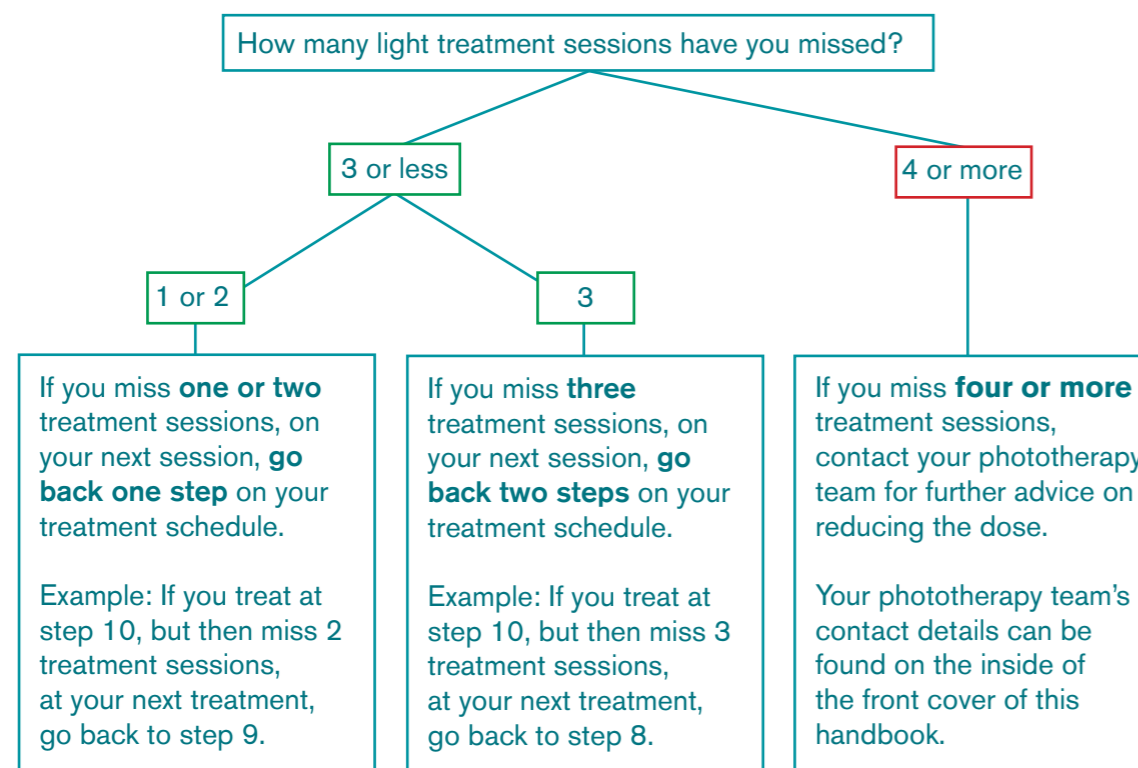 How many light treatment sessions have you missed?
3 or less
4 or more
1 or 2
3
If you miss one or two
treatment sessions, on
your next session, go
back one step on your
treatment schedule.
Example: If you treat at
step 10, but then miss 2
treatment sessions,
at your next treatment,
go back to step 9.
If you miss three
treatment sessions, on
your next session, go
back two steps on your
treatment schedule.
Example: If you treat at
step 10, but then miss 3
treatment sessions,
at your next treatment,
go back to step 8.
If you miss four or more
treatment sessions,
contact your phototherapy
team for further advice on
reducing the dose.
Your phototherapy team’s
contact details can be
found on the inside of
the front cover of this
handbook.